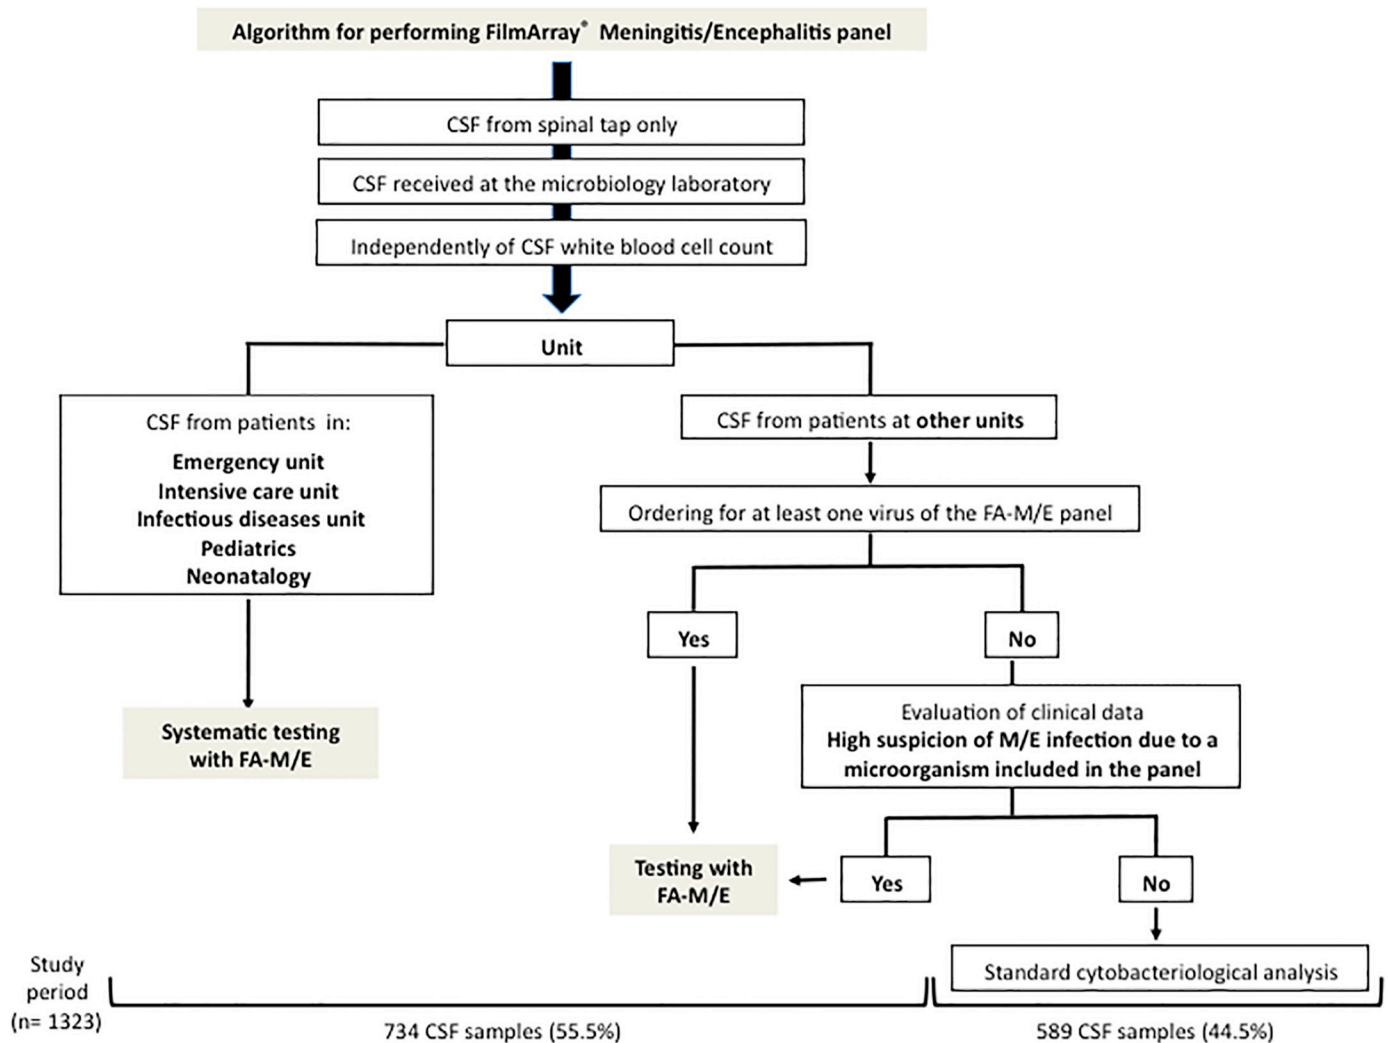 Algorithm for performing FilmArray® Meningitis/Encephalitis panel
CSF from spinal tap only
CSF received at the microbiology laboratory
Independently of CSF white blood cell count
Unit
CSF from patients in:
Emergency unit
Intensive care unit
Infectious diseases unit
Pediatrics
Neonatalogy
Systematic testing
with FA-M/E
CSF from patients at other units
Ordering for at least one virus of the FA-M/E panel
Yes
No
Evaluation of clinical data
High suspicion of M/E infection due to a
microorganism included in the panel
Testing with
FA-M/E
Yes
No
Standard cytobacteriological analysis
Study
period
(n= 1323)
734 CSF samples (55.5%)
589 CSF samples (44.5%)